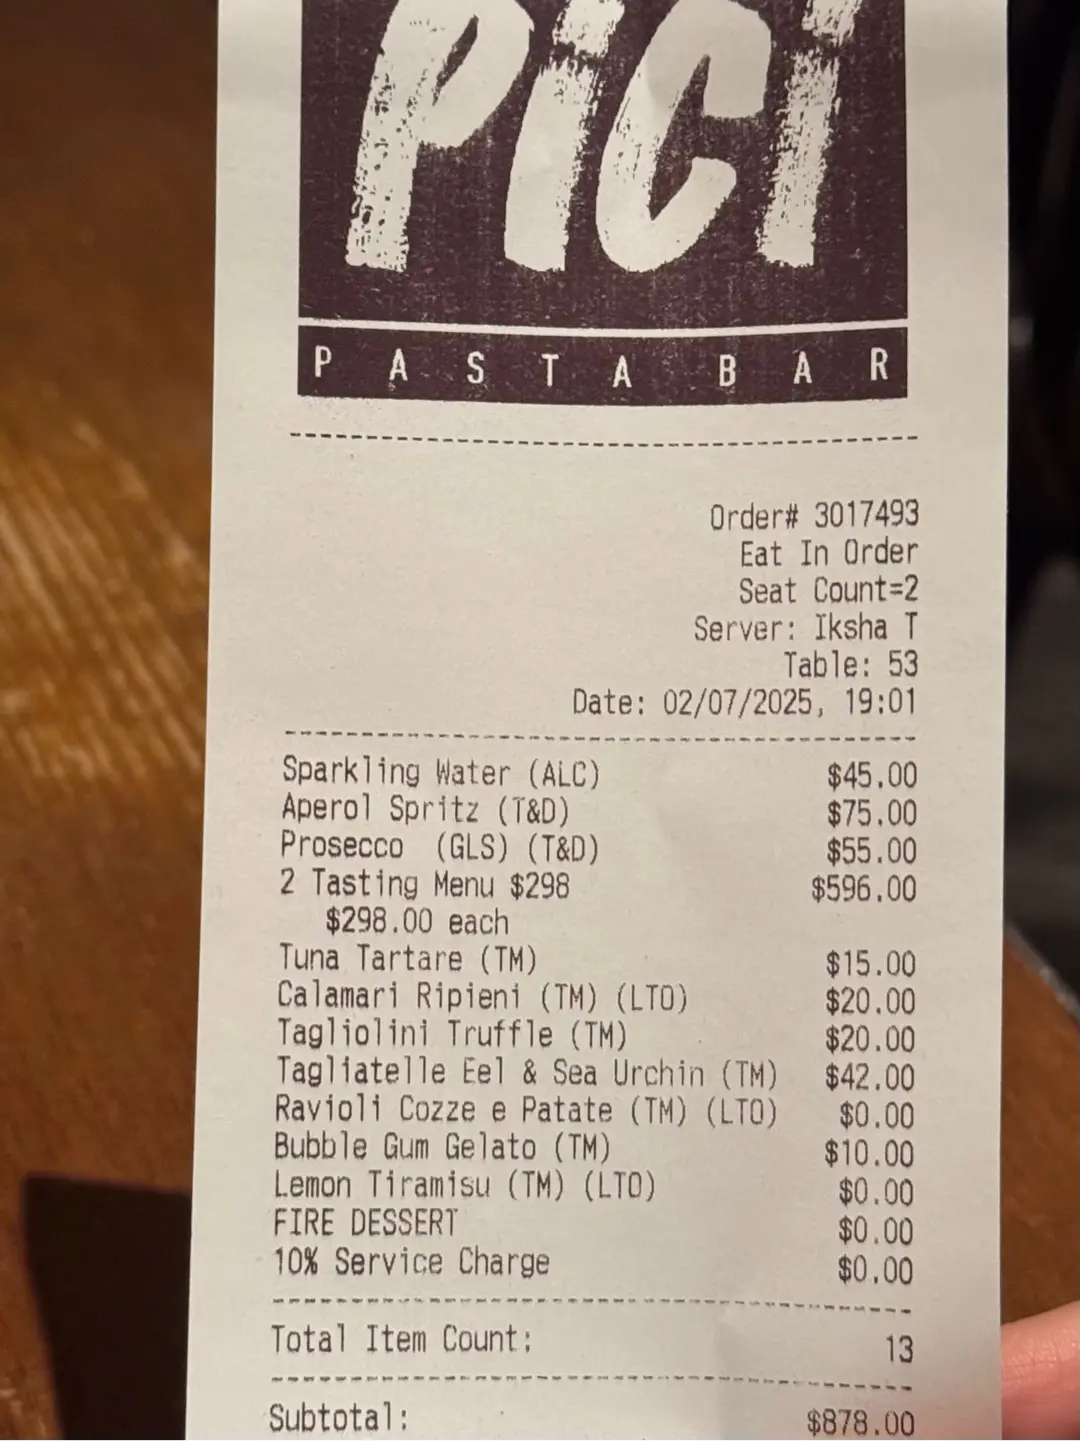 PiCi
PASTA BAR
Order# 3017493
Eat In Order
Seat Count=2
Server: Iksha T
Table: 53
Date: 02/07/2025, 19:01
Sparkling Water (ALC) $45.00
Aperol Spritz (T&D) $75.00
Prosecco (GLS) (T&D) $55.00
2 Tasting Menu $298 $596.00
$298.00 each
Tuna Tartare (TM) $15.00
Calamari Ripieni (TM) (LTO) $20.00
Tagliolini Truffle (TM) $20.00
Tagliatelle Eel & Sea Urchin (TM) $42.00
Ravioli Cozze e Patate (TM) (LTO) $0.00
Bubble Gum Gelato (TM) $10.00
Lemon Tiramisu (TM) (LTO) $0.00
FIRE DESSERT $0.00
10% Service Charge $0.00
Total Item Count: 13
Subtotal: $878.00